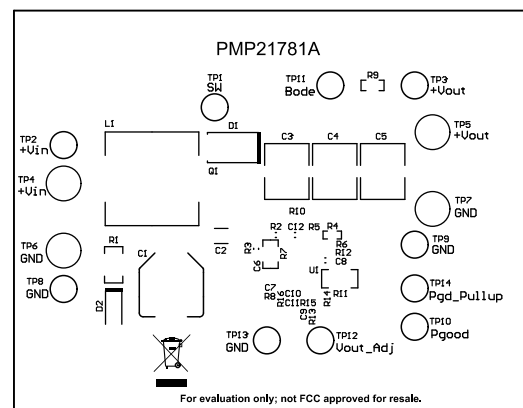 PMP21781A
TP1
SW
TP11
Bode
R9
TP3
+Vout
L1
D1
C3
C4
C5
TP5
+Vout
TP2
+Vin
TP4
+Vin
Q1
TP7
GND
R10
R2
C12
R5
R4
TP6
GND
R1
C1
C2
R3
R7
R6
R12
C8
TP9
GND
C6
U1
TP8
GND
D2
C7
R8
R16
C10
C11
R15
C9
R13
R14
R11
TP14
Pgd_Pullup
TP13
GND
TP12
Vout_Adj
TP10
Pgood
For evaluation only; not FCC approved for resale.